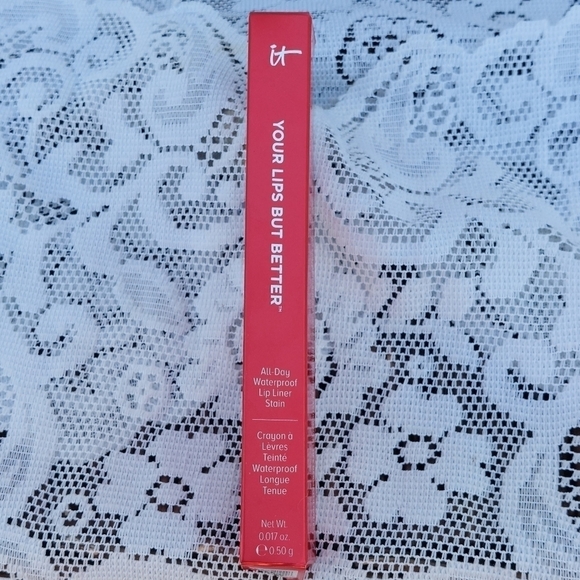 it
YOUR LIPS BUT BETTER™
All-Day
Waterproof
Lip Liner
Stain
Crayon à
Lèvres
Teinté
Waterproof
Longue
Tenue
Net Wt.
0.017 oz.
℮ 0.50 g